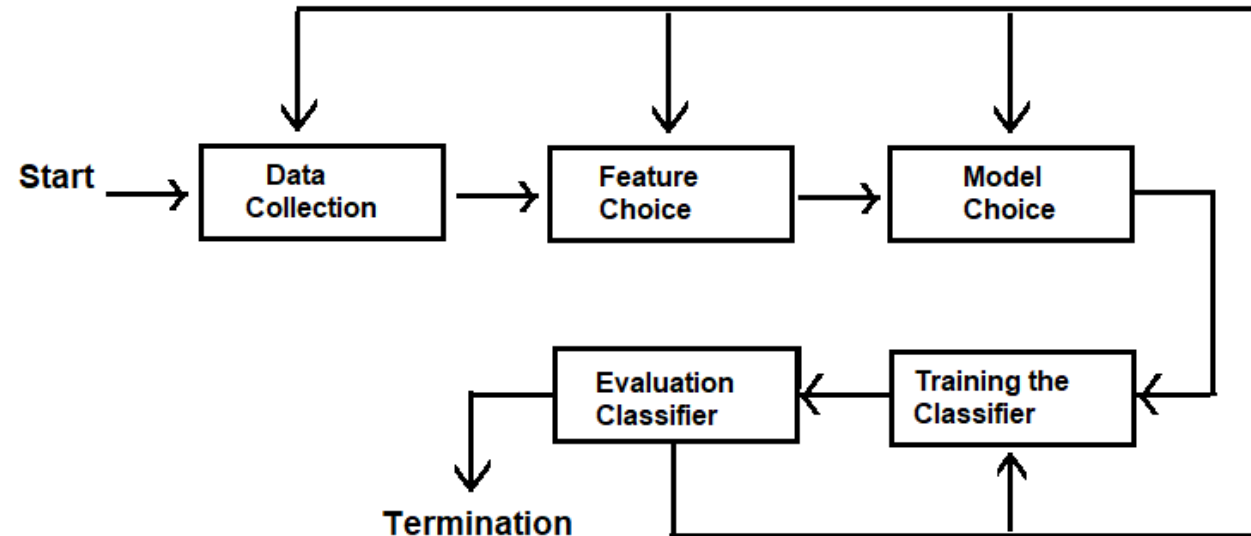 Start
Data
Collection
Feature
Choice
Model
Choice
Evaluation
Classifier
Training the
Classifier
Termination